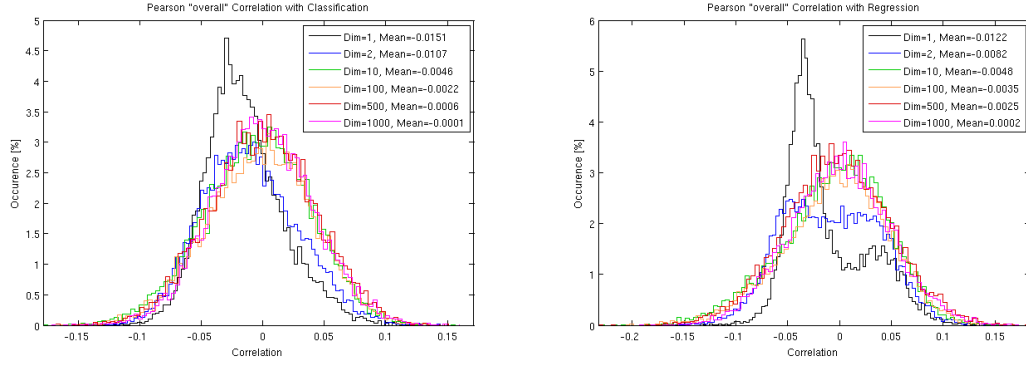 Pearson "overall" Correlation with Classification
5
4.5
4
3.5
3
2.5
2
1.5
1
0.5
0
Occurence [%]
Dim=1, Mean=-0.0151
Dim=2, Mean=-0.0107
Dim=10, Mean=-0.0046
Dim=100, Mean=-0.0022
Dim=500, Mean=-0.0006
Dim=1000, Mean=-0.0001
-0.15 -0.1 -0.05 0 0.05 0.1 0.15
Correlation
Pearson "overall" Correlation with Regression
6
5
4
3
2
1
0
Occurence [%]
Dim=1, Mean=-0.0122
Dim=2, Mean=-0.0082
Dim=10, Mean=-0.0048
Dim=100, Mean=-0.0035
Dim=500, Mean=-0.0025
Dim=1000, Mean=0.0002
-0.2 -0.15 -0.1 -0.05 0 0.05 0.1 0.15
Correlation